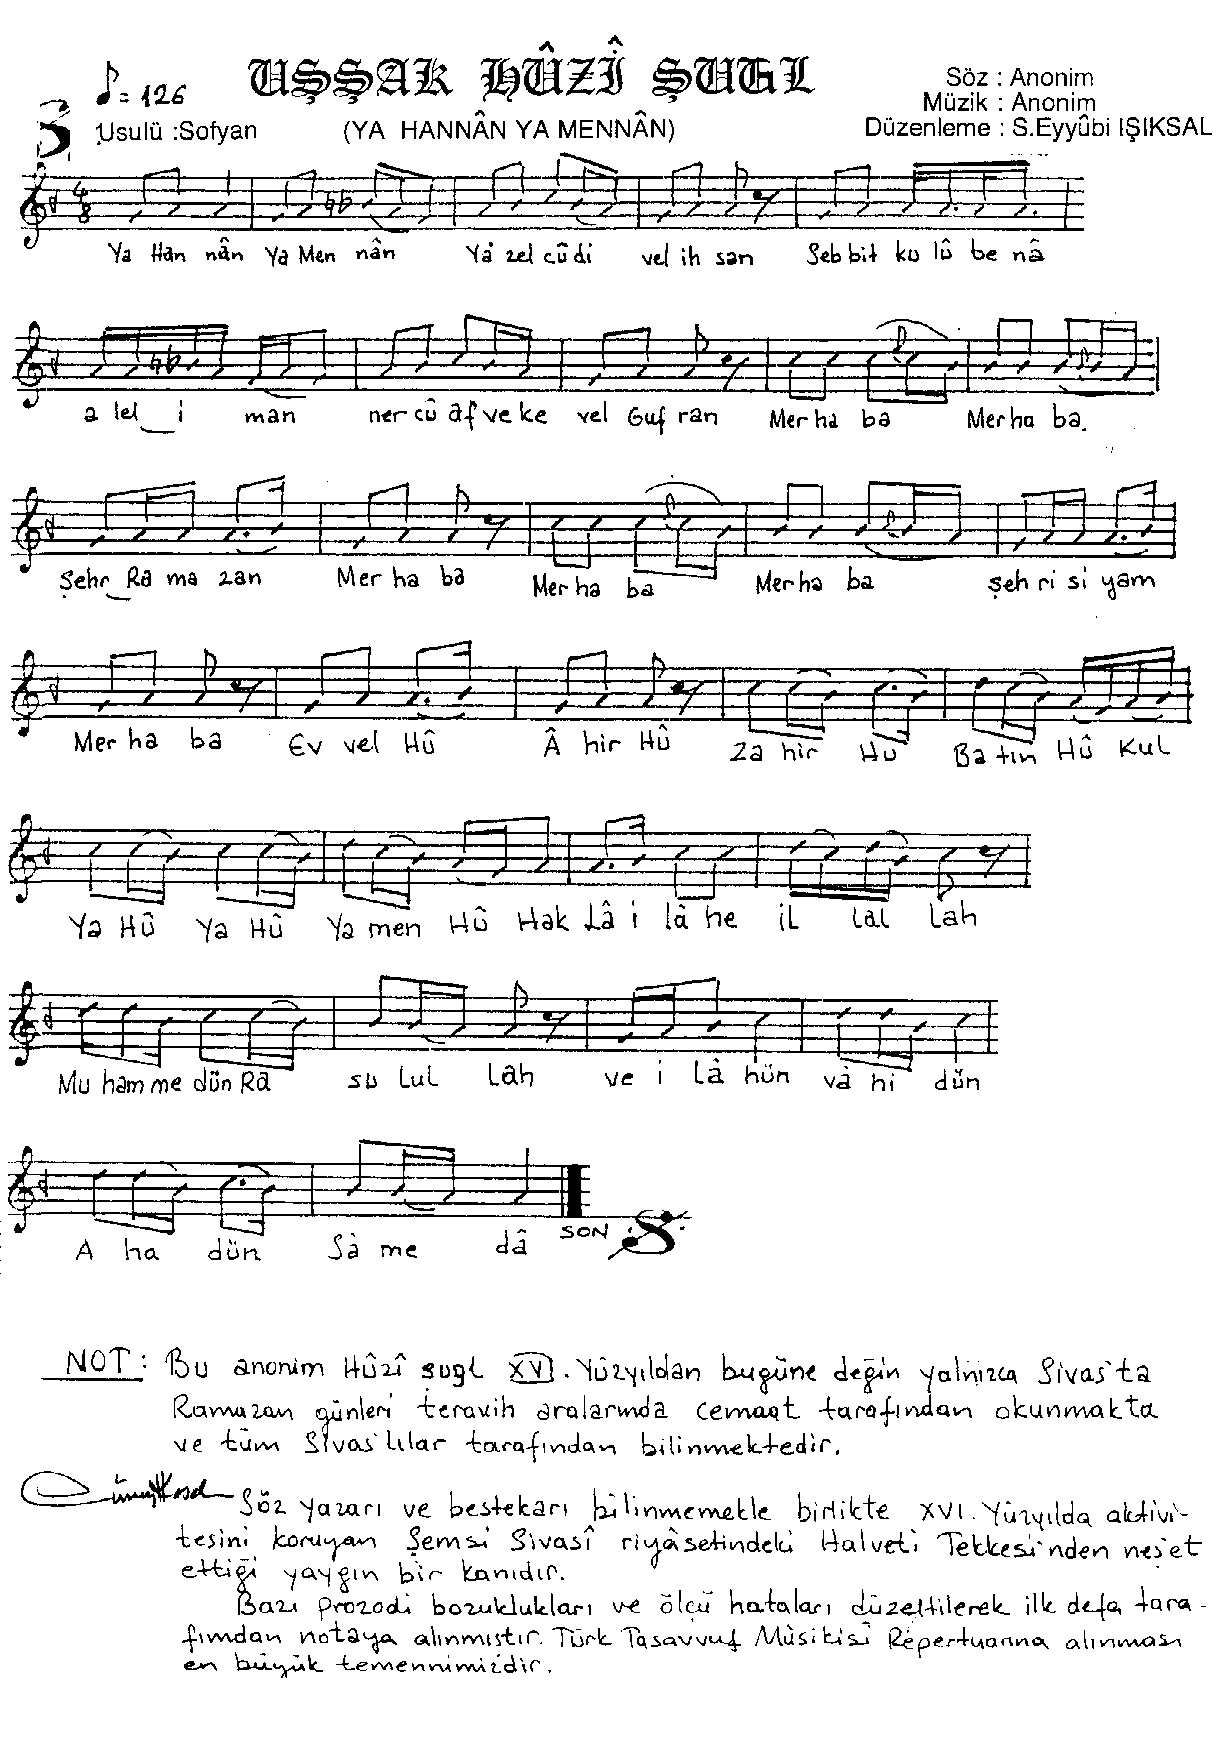 UŞŞAK HÛZÎ ŞUGL
♪ = 126
Söz : Anonim
Müzik : Anonim
3
Usulü :Sofyan
(YA HANNÂN YA MENNÂN)
Düzenleme : S.Eyyûbi IŞIKSAL
4
8
Ya Han nân Ya Men nân Yâ zel cûdi vel ih san Seb bit ku lû be nâ
a lel i man ner cû âf ve ke vel Guf ran Mer ha ba Mer ha ba.
Şehr Ra ma zan Mer ha ba Mer ha ba Mer ha ba şeh ri si yam
Mer ha ba Ev vel Hû Â hir Hû Za hir Hu Ba tın Hû Kul
Ya Hû Ya Hû Ya men Hû Hak Lâ i lâ he il lal lah
Mu ham me dün Ra su lul lah ve i lâ hün vâ hi dün
A ha dün Sà me dâ SON
NOT : Bu anonim Hûzî şugl XVI. Yüzyıldan bugüne değin yalnızca Sivas'ta
Ramazan günleri teravih aralarında cemaat tarafından okunmakta
ve tüm Sivas'lılar tarafından bilinmektedir.
Söz yazarı ve bestekarı bilinmemekle birlikte XVI. Yüzyılda aktivi-
tesini koruyan Şemsi Sivasî riyâsetindeki Halveti Tekkesi'nden neş'et
ettiği yaygın bir kanıdır.
Bazı prozodi bozuklukları ve ölçü hataları düzeltilerek ilk defa tara-
fımdan notaya alınmıştır. Türk Tasavvuf Mûsikisi Repertuarına alınması
en büyük temennimizdir.